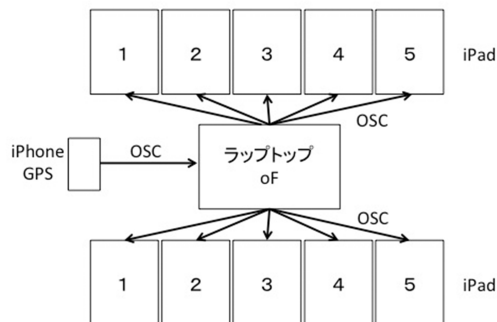 1 2 3 4 5 iPad
OSC
iPhone
GPS
OSC
ラップトップ
oF
OSC
1 2 3 4 5 iPad